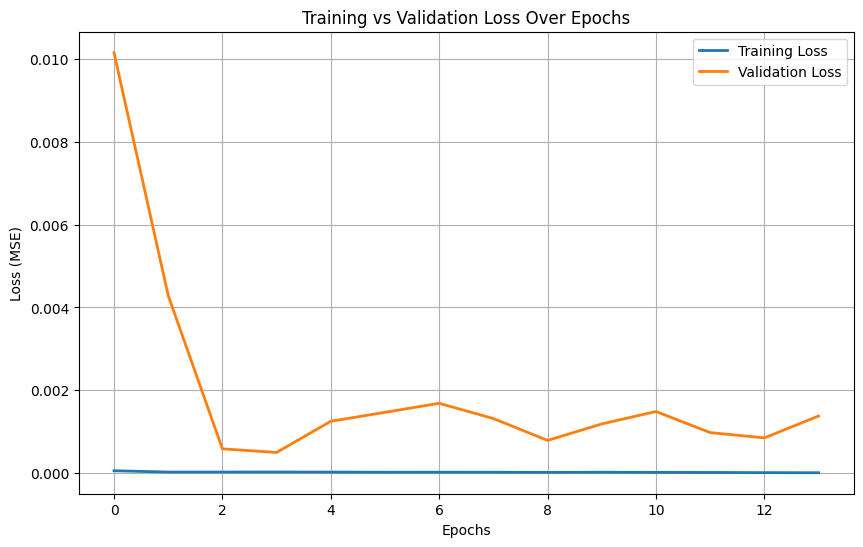 Training vs Validation Loss Over Epochs
Training Loss
Validation Loss
Loss (MSE)
0.010
0.008
0.006
0.004
0.002
0.000
0 2 4 6 8 10 12
Epochs